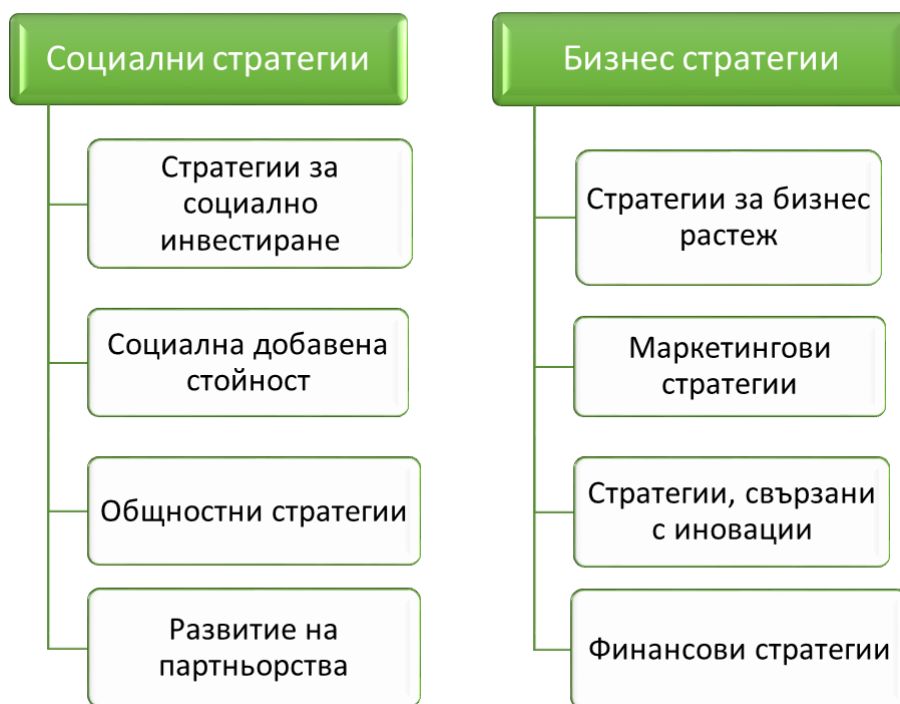 Социални стратегии
Стратегии за
социално
инвестиране
Социална добавена
стойност
Общностни стратегии
Развитие на
партньорства
Бизнес стратегии
Стратегии за бизнес
растеж
Маркетингови
стратегии
Стратегии, свързани
с иновации
Финансови стратегии